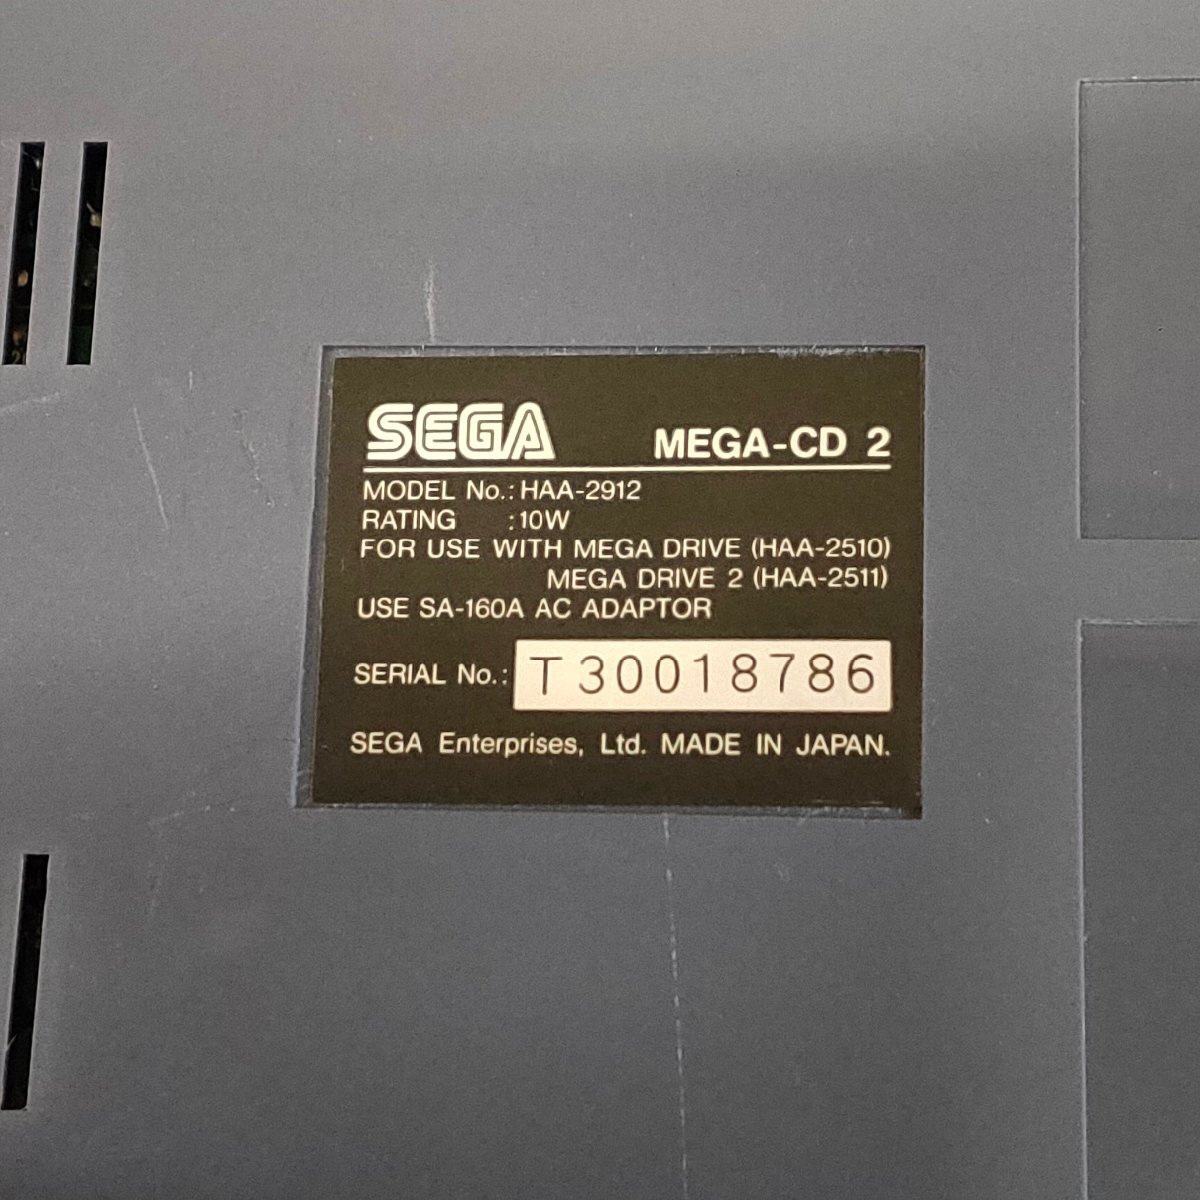 SEGA MEGA-CD 2
MODEL No.: HAA-2912
RATING :10W
FOR USE WITH MEGA DRIVE (HAA-2510)
MEGA DRIVE 2 (HAA-2511)
USE SA-160A AC ADAPTOR
SERIAL No.: T 30018786
SEGA Enterprises, Ltd. MADE IN JAPAN.